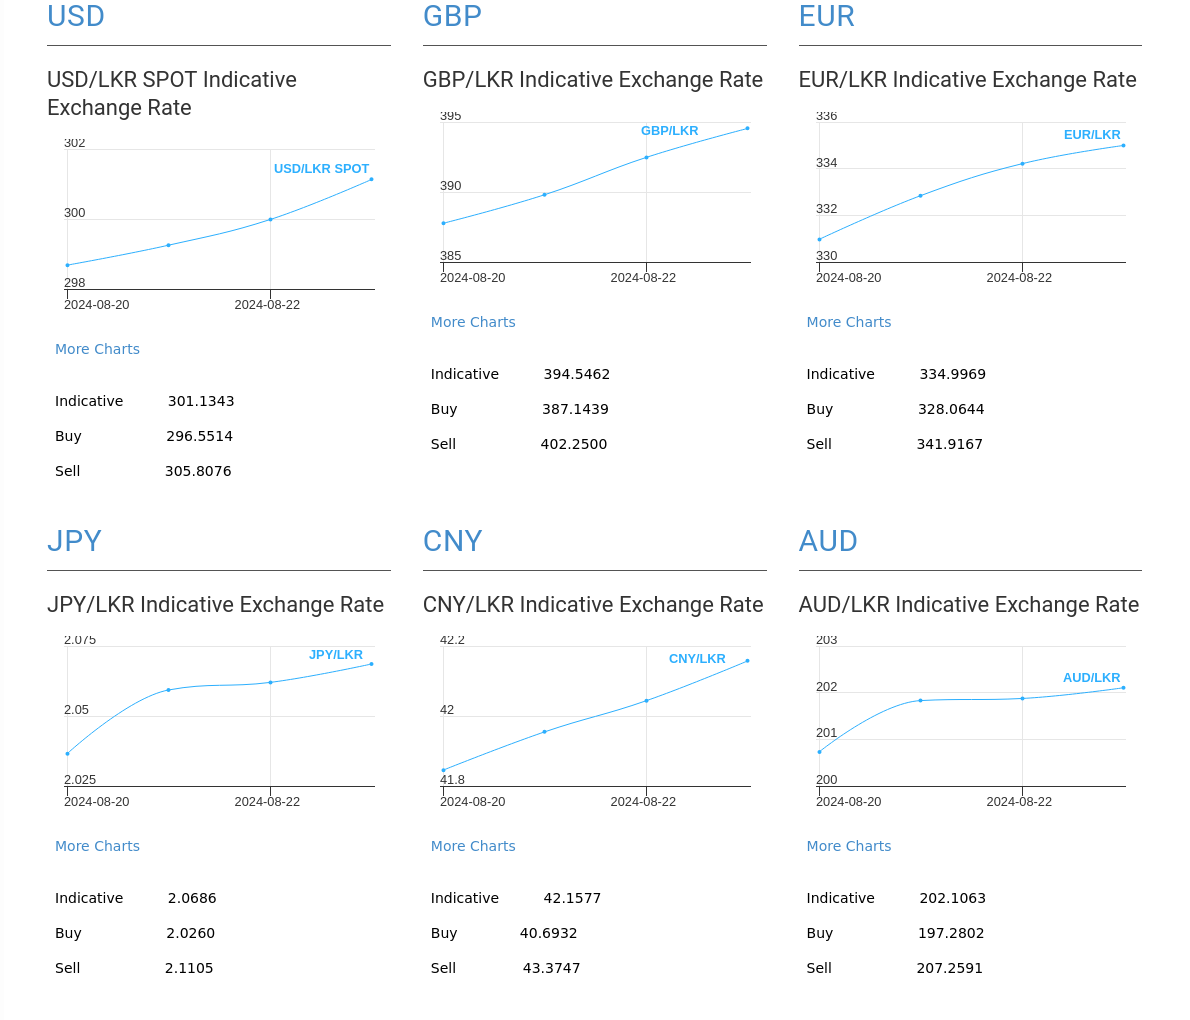 USD
USD/LKR SPOT Indicative
Exchange Rate
302
USD/LKR SPOT
300
298
2024-08-20 2024-08-22
More Charts
Indicative 301.1343
Buy 296.5514
Sell 305.8076
GBP
GBP/LKR Indicative Exchange Rate
395
GBP/LKR
390
385
2024-08-20 2024-08-22
More Charts
Indicative 394.5462
Buy 387.1439
Sell 402.2500
EUR
EUR/LKR Indicative Exchange Rate
336
EUR/LKR
334
332
330
2024-08-20 2024-08-22
More Charts
Indicative 334.9969
Buy 328.0644
Sell 341.9167
JPY
JPY/LKR Indicative Exchange Rate
2.075
JPY/LKR
2.05
2.025
2024-08-20 2024-08-22
More Charts
Indicative 2.0686
Buy 2.0260
Sell 2.1105
CNY
CNY/LKR Indicative Exchange Rate
42.2
CNY/LKR
42
41.8
2024-08-20 2024-08-22
More Charts
Indicative 42.1577
Buy 40.6932
Sell 43.3747
AUD
AUD/LKR Indicative Exchange Rate
203
AUD/LKR
202
201
200
2024-08-20 2024-08-22
More Charts
Indicative 202.1063
Buy 197.2802
Sell 207.2591